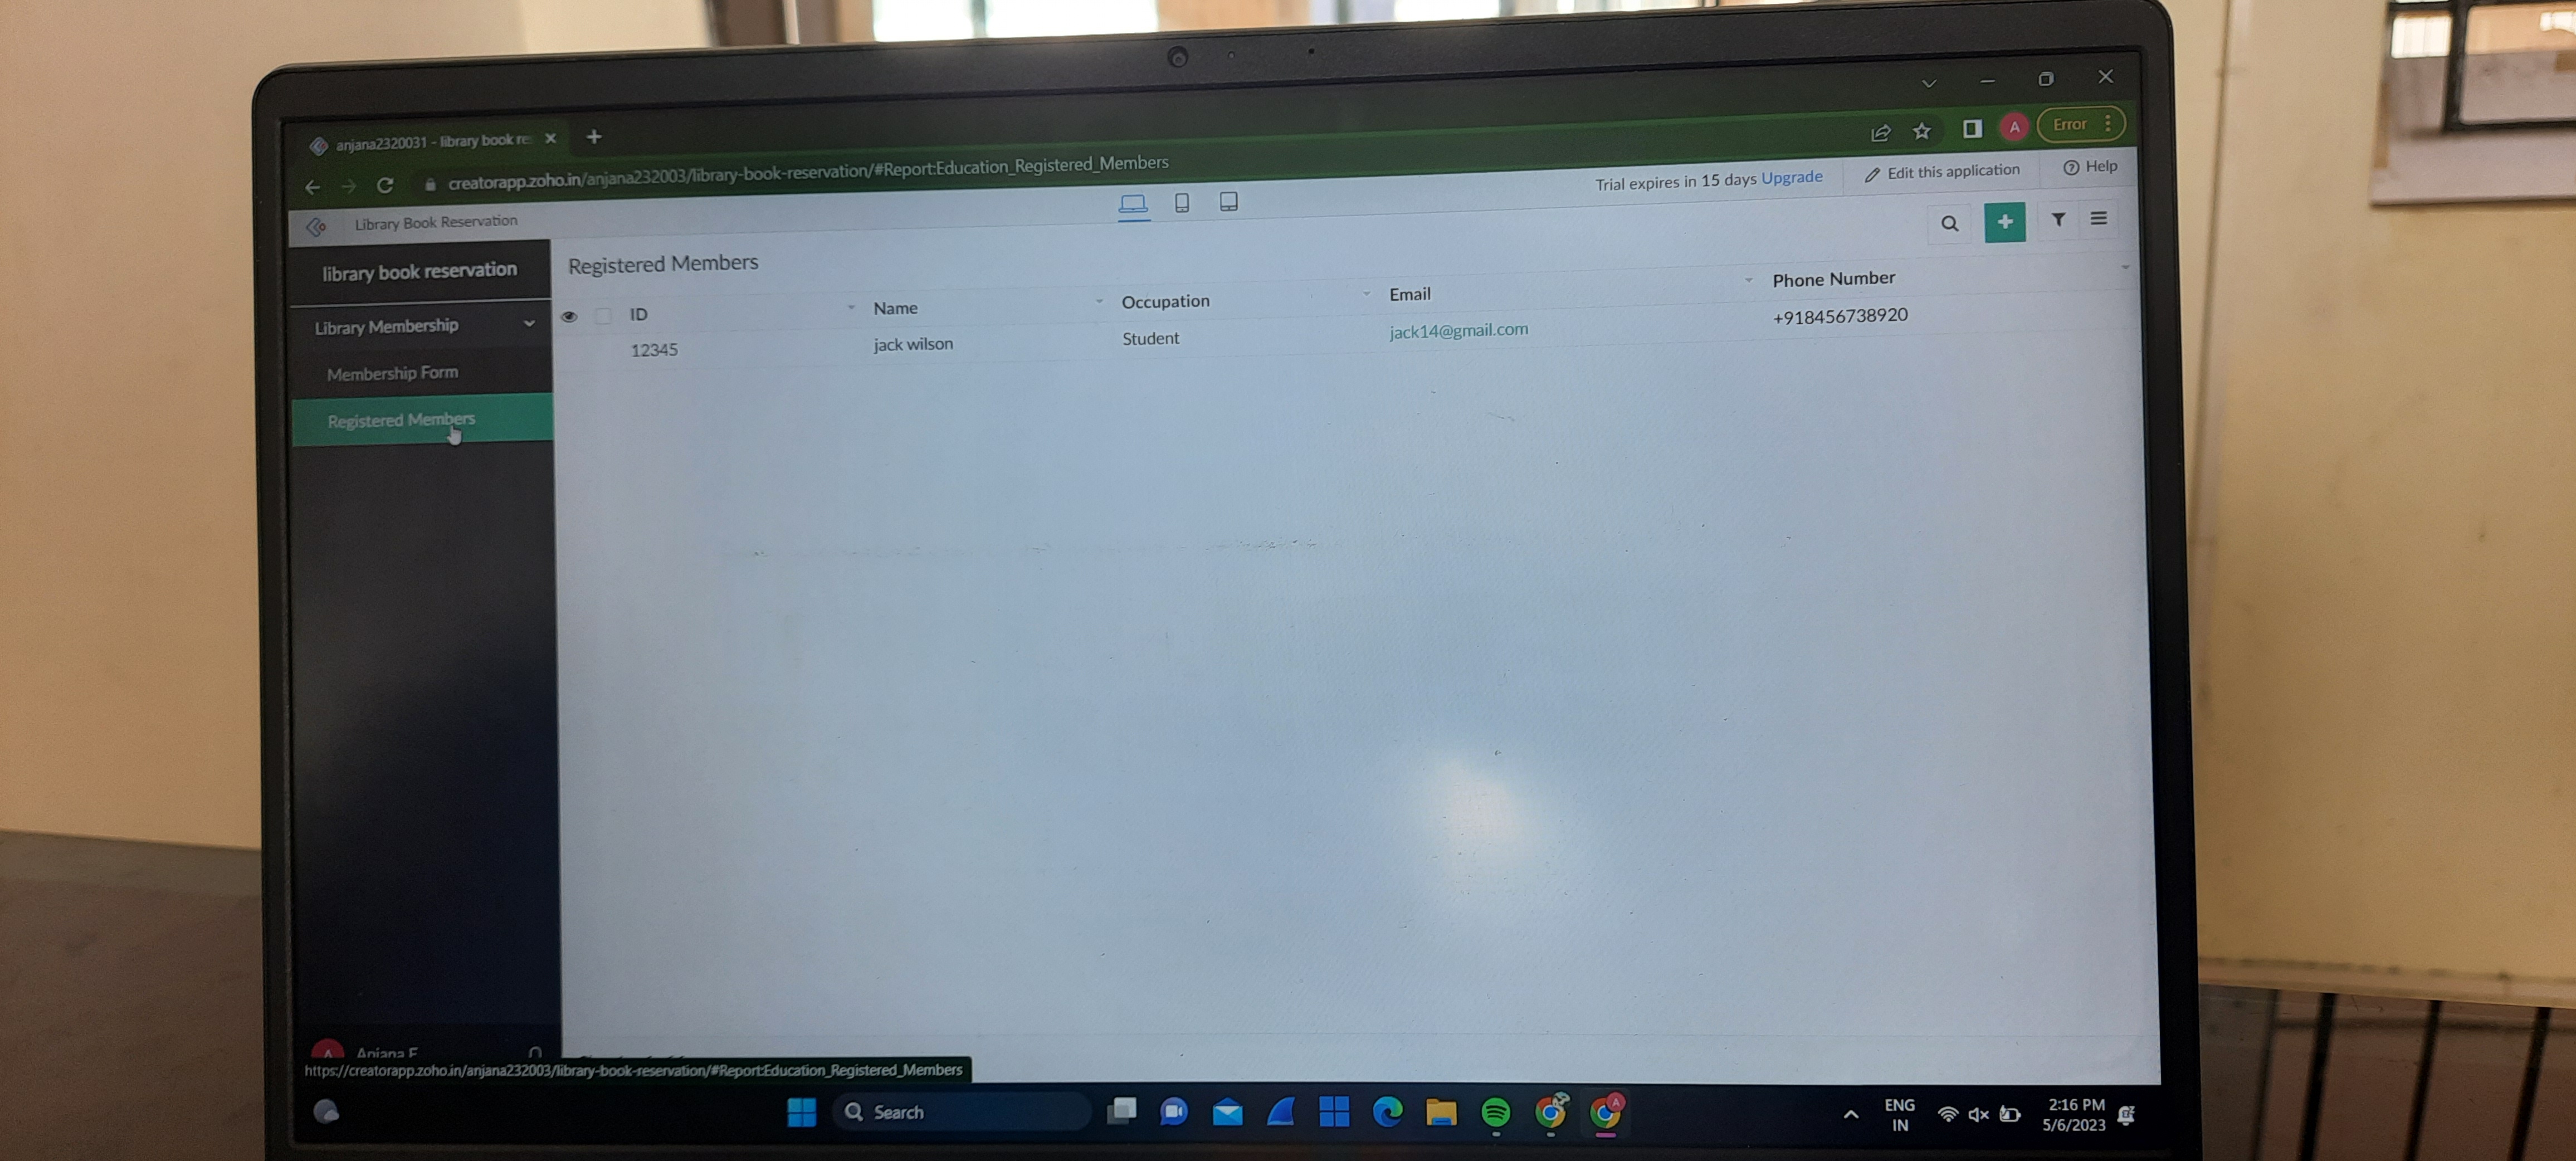 anjana2320031 - library book re
Error
creatorapp.zoho.in/anjana232003/library-book-reservation/#Report:Education_Registered_Members
Library Book Reservation
Trial expires in 15 days Upgrade
Edit this application
Help
library book reservation
Library Membership
Membership Form
Registered Members
Registered Members
ID Name Occupation Email Phone Number
12345 jack wilson Student jack14@gmail.com +918456738920
A
Anjana
https://creatorapp.zoho.in/anjana232003/library-book-reservation/#Report:Education_Registered_Members
Search
ENG
IN
2:16 PM
5/6/2023